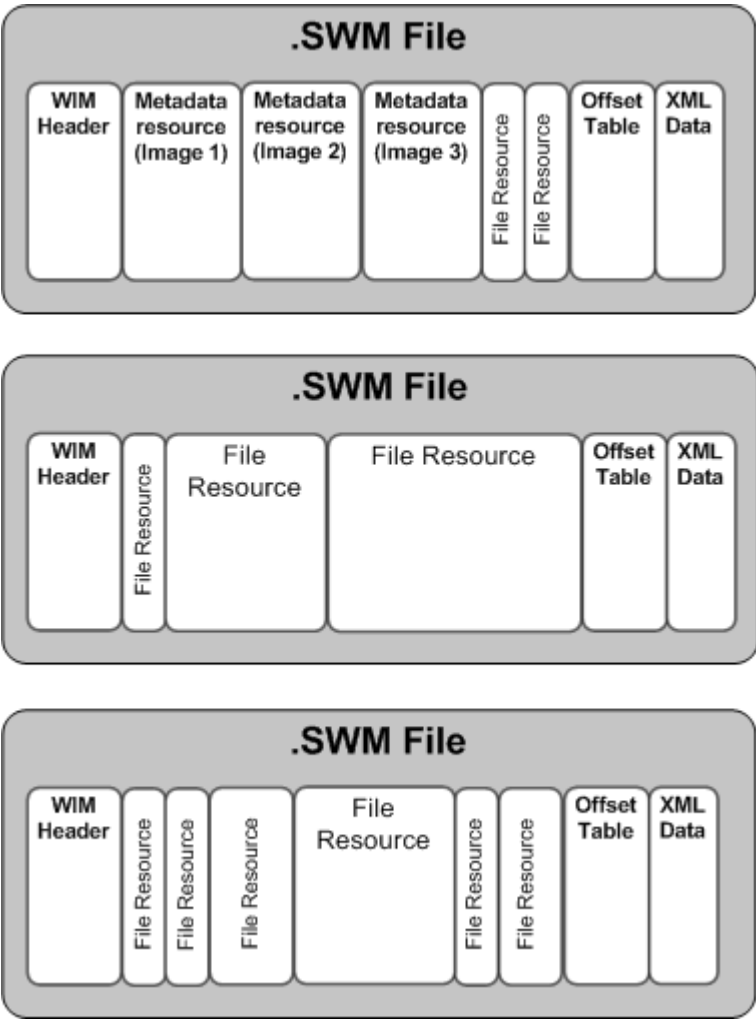 .SWM File
WIM
Header
Metadata
resource
(Image 1)
Metadata
resource
(Image 2)
Metadata
resource
(Image 3)
File Resource
File Resource
Offset
Table
XML
Data
.SWM File
WIM
Header
File Resource
File
Resource
File Resource
Offset
Table
XML
Data
.SWM File
WIM
Header
File Resource
File Resource
File Resource
File
Resource
File Resource
File Resource
Offset
Table
XML
Data